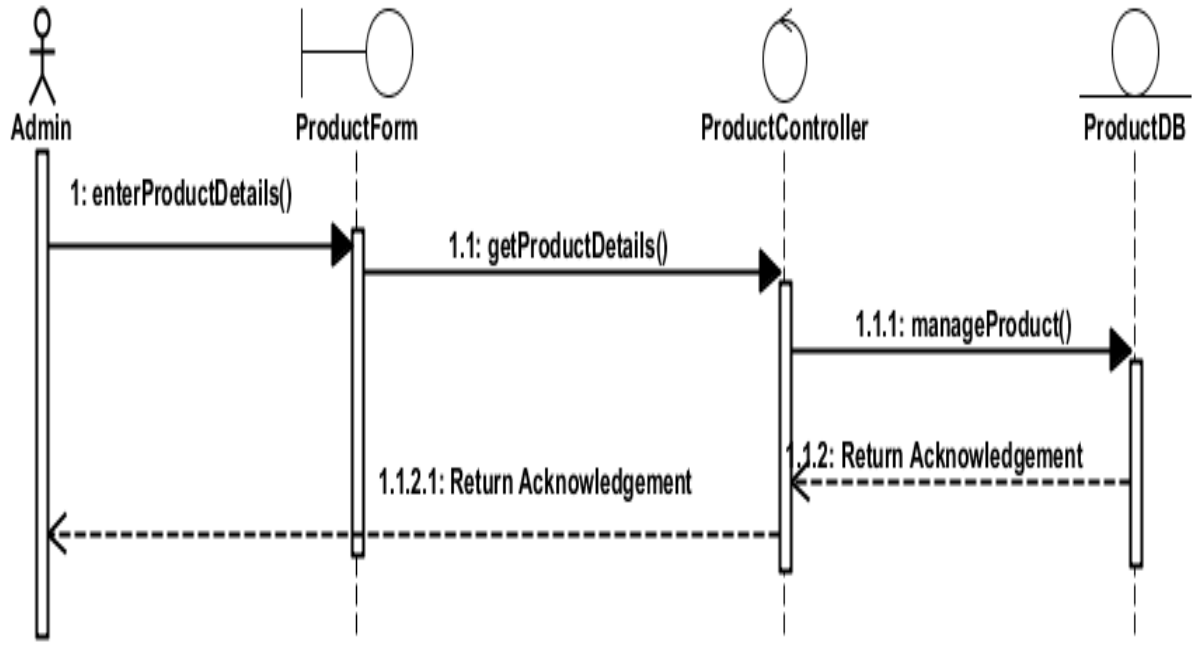 Admin
ProductForm
ProductController
ProductDB
1: enterProductDetails()
1.1: getProductDetails()
1.1.1: manageProduct()
1.1.2: Return Acknowledgement
1.1.2.1: Return Acknowledgement